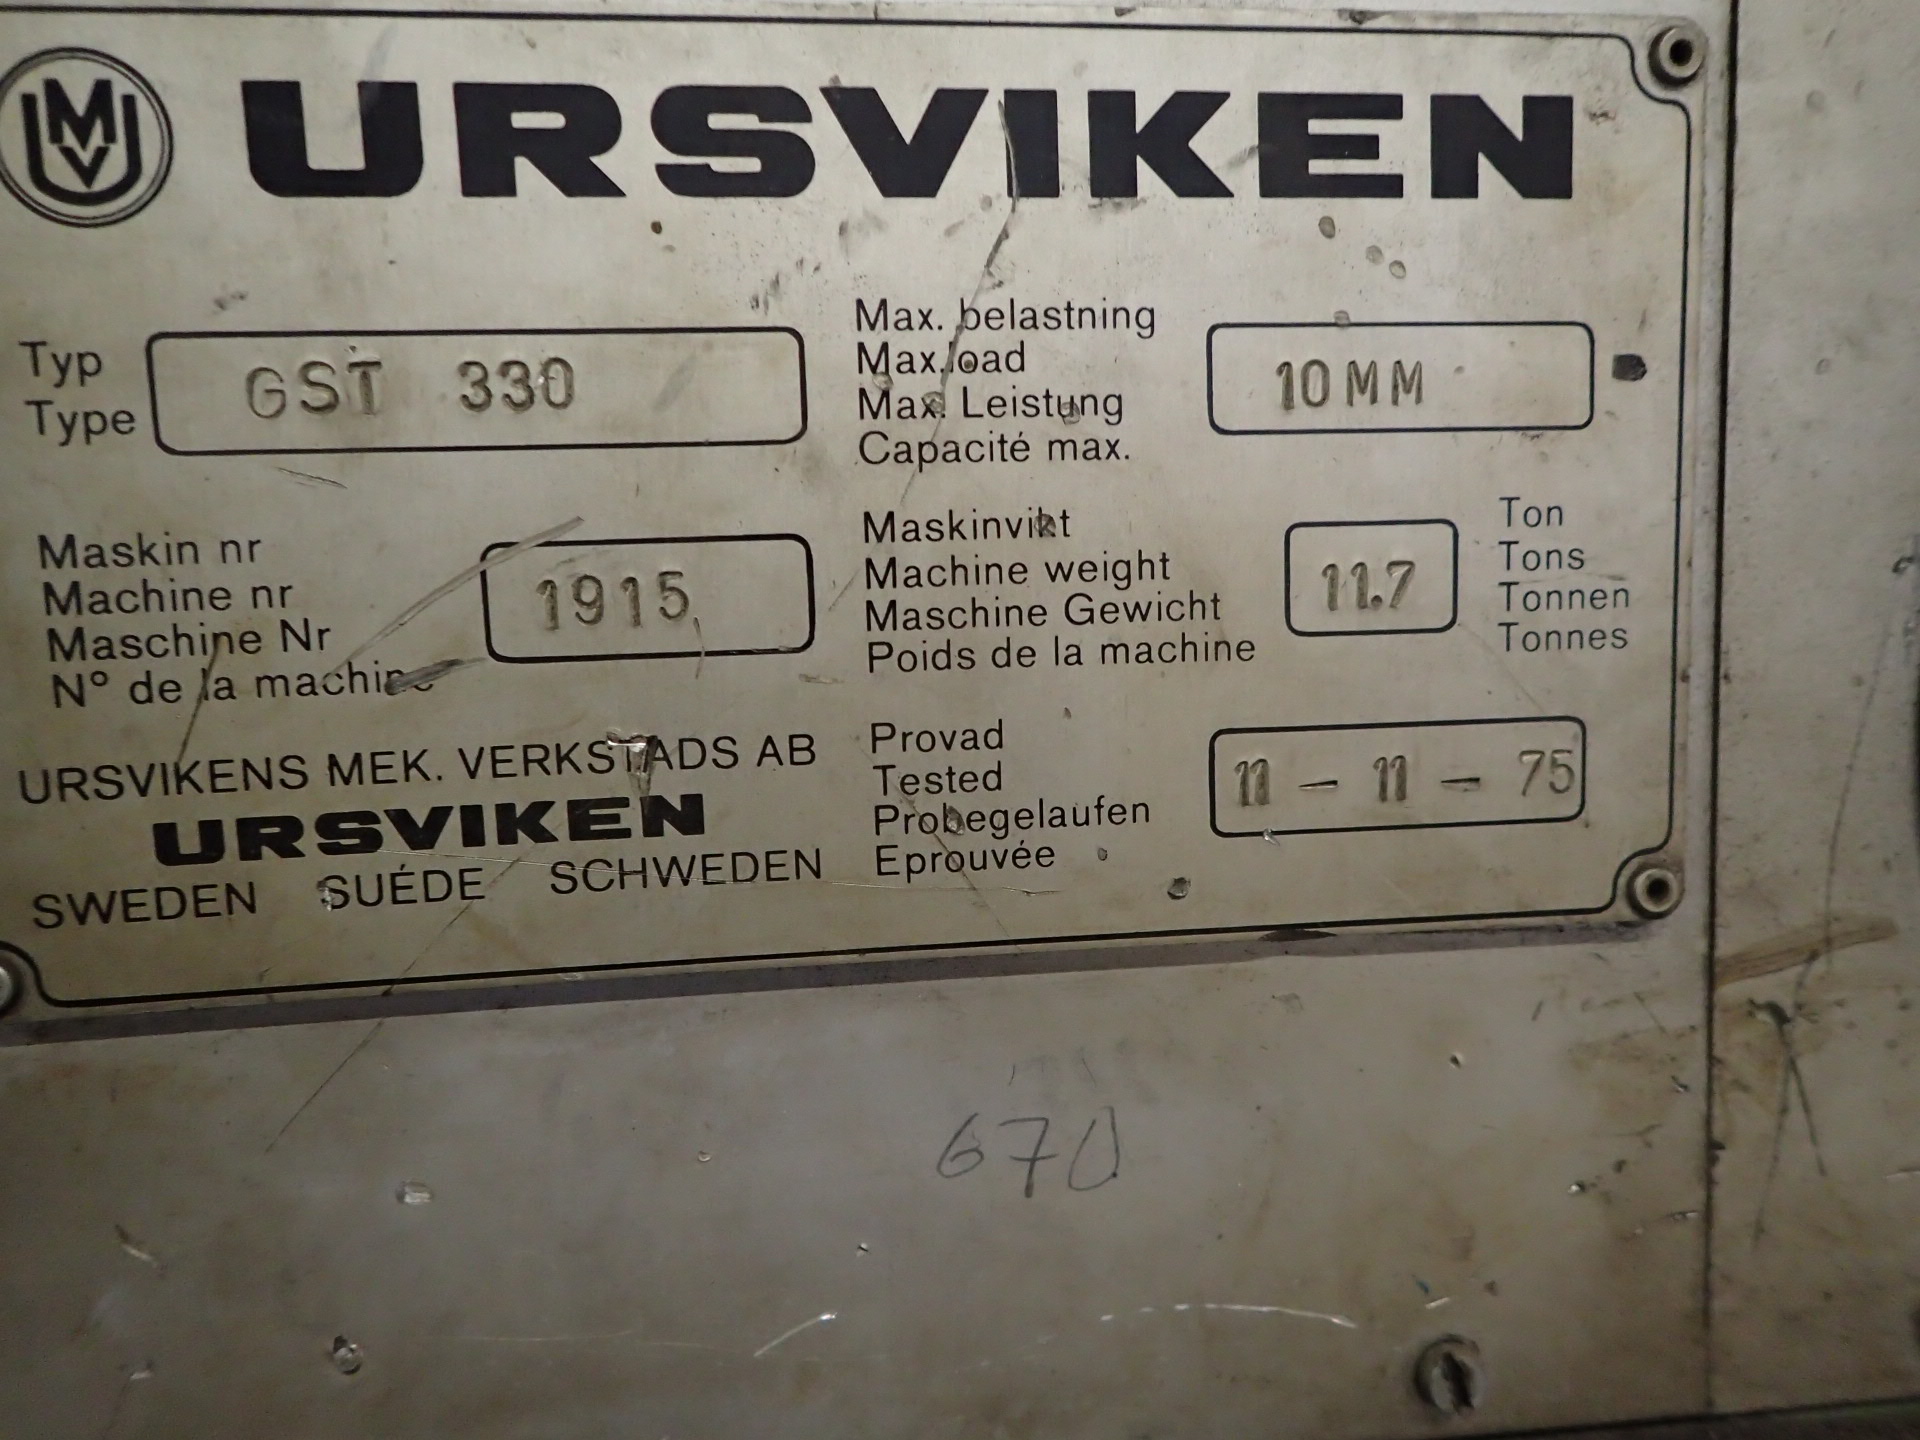 UMV URSVIKEN
Typ
Type
GST 330
Max. belastning
Max. load
Max. Leistung
Capacité max.
10MM
Maskin nr
Machine nr
Maschine Nr
N° de la machine
1915
Maskinvikt
Machine weight
Maschine Gewicht
Poids de la machine
11.7
Ton
Tons
Tonnen
Tonnes
URSVIKENS MEK. VERKSTADS AB
URSVIKEN
SWEDEN SUÉDE SCHWEDEN
Provad
Tested
Probegelaufen
Eprouvée
11 - 11 - 75
670